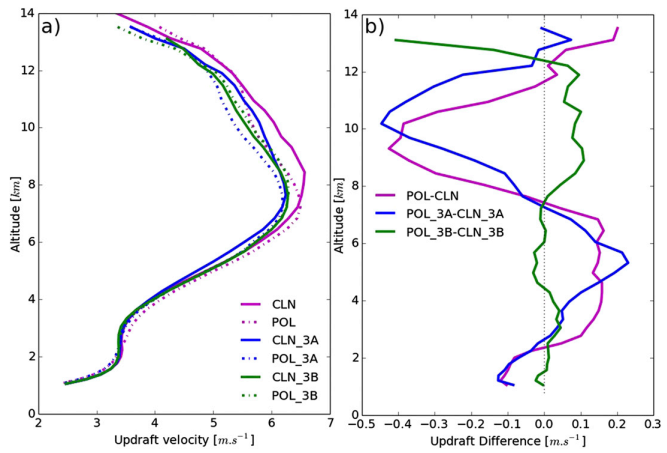 a)
14
12
10
8
6
4
2
0
Altitude [km]
2 3 4 5 6 7
Updraft velocity [m.s⁻¹]
CLN
POL
CLN_3A
POL_3A
CLN_3B
POL_3B
b)
14
12
10
8
6
4
2
0
Altitude [km]
−0.5 −0.4 −0.3 −0.2 −0.1 0.0 0.1 0.2 0.3
Updraft Difference [m.s⁻¹]
POL-CLN
POL_3A-CLN_3A
POL_3B-CLN_3B